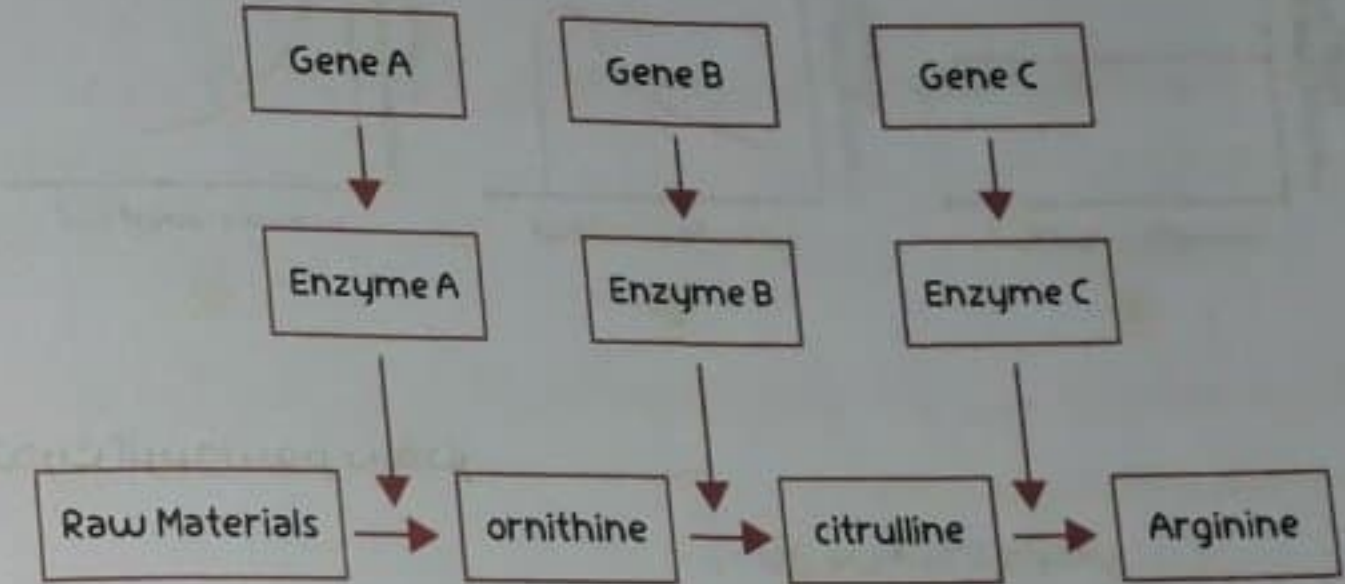 Gene A
Gene B
Gene C
Enzyme A
Enzyme B
Enzyme C
Raw Materials
ornithine
citrulline
Arginine